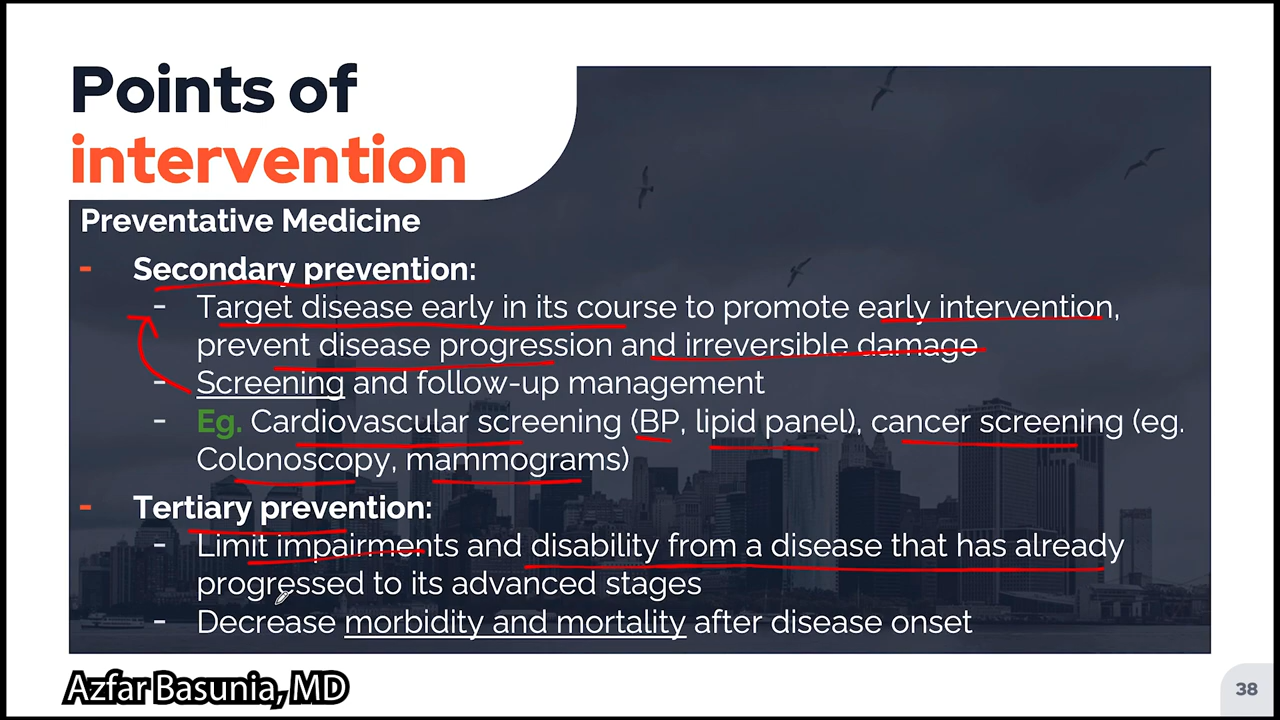 Points of
intervention
Preventative Medicine
- Secondary prevention:
- Target disease early in its course to promote early intervention,
prevent disease progression and irreversible damage
- Screening and follow-up management
- Eg. Cardiovascular screening (BP, lipid panel), cancer screening (eg.
Colonoscopy, mammograms)
- Tertiary prevention:
- Limit impairments and disability from a disease that has already
progressed to its advanced stages
- Decrease morbidity and mortality after disease onset
Azfar Basunia, MD
38